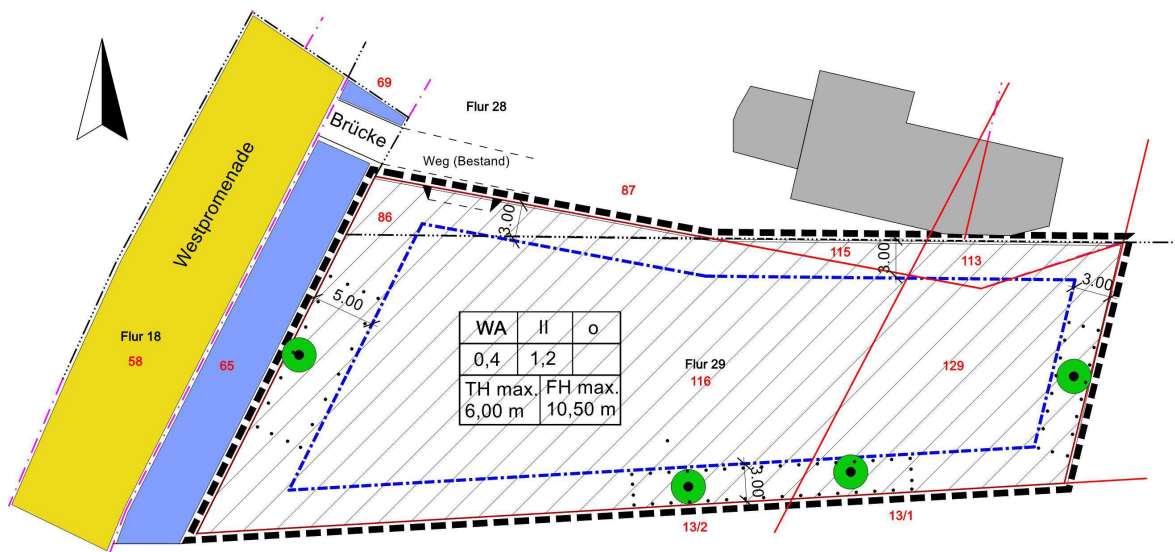 69
Flur 28
Brücke
Weg (Bestand)
Westpromenade
87
86
3.00
115
3.00
113
3.00
5.00
WA II o
0,4 1,2
TH max. FH max.
6,00 m 10,50 m
Flur 18
58
65
Flur 29
116
129
3.00
13/2
13/1